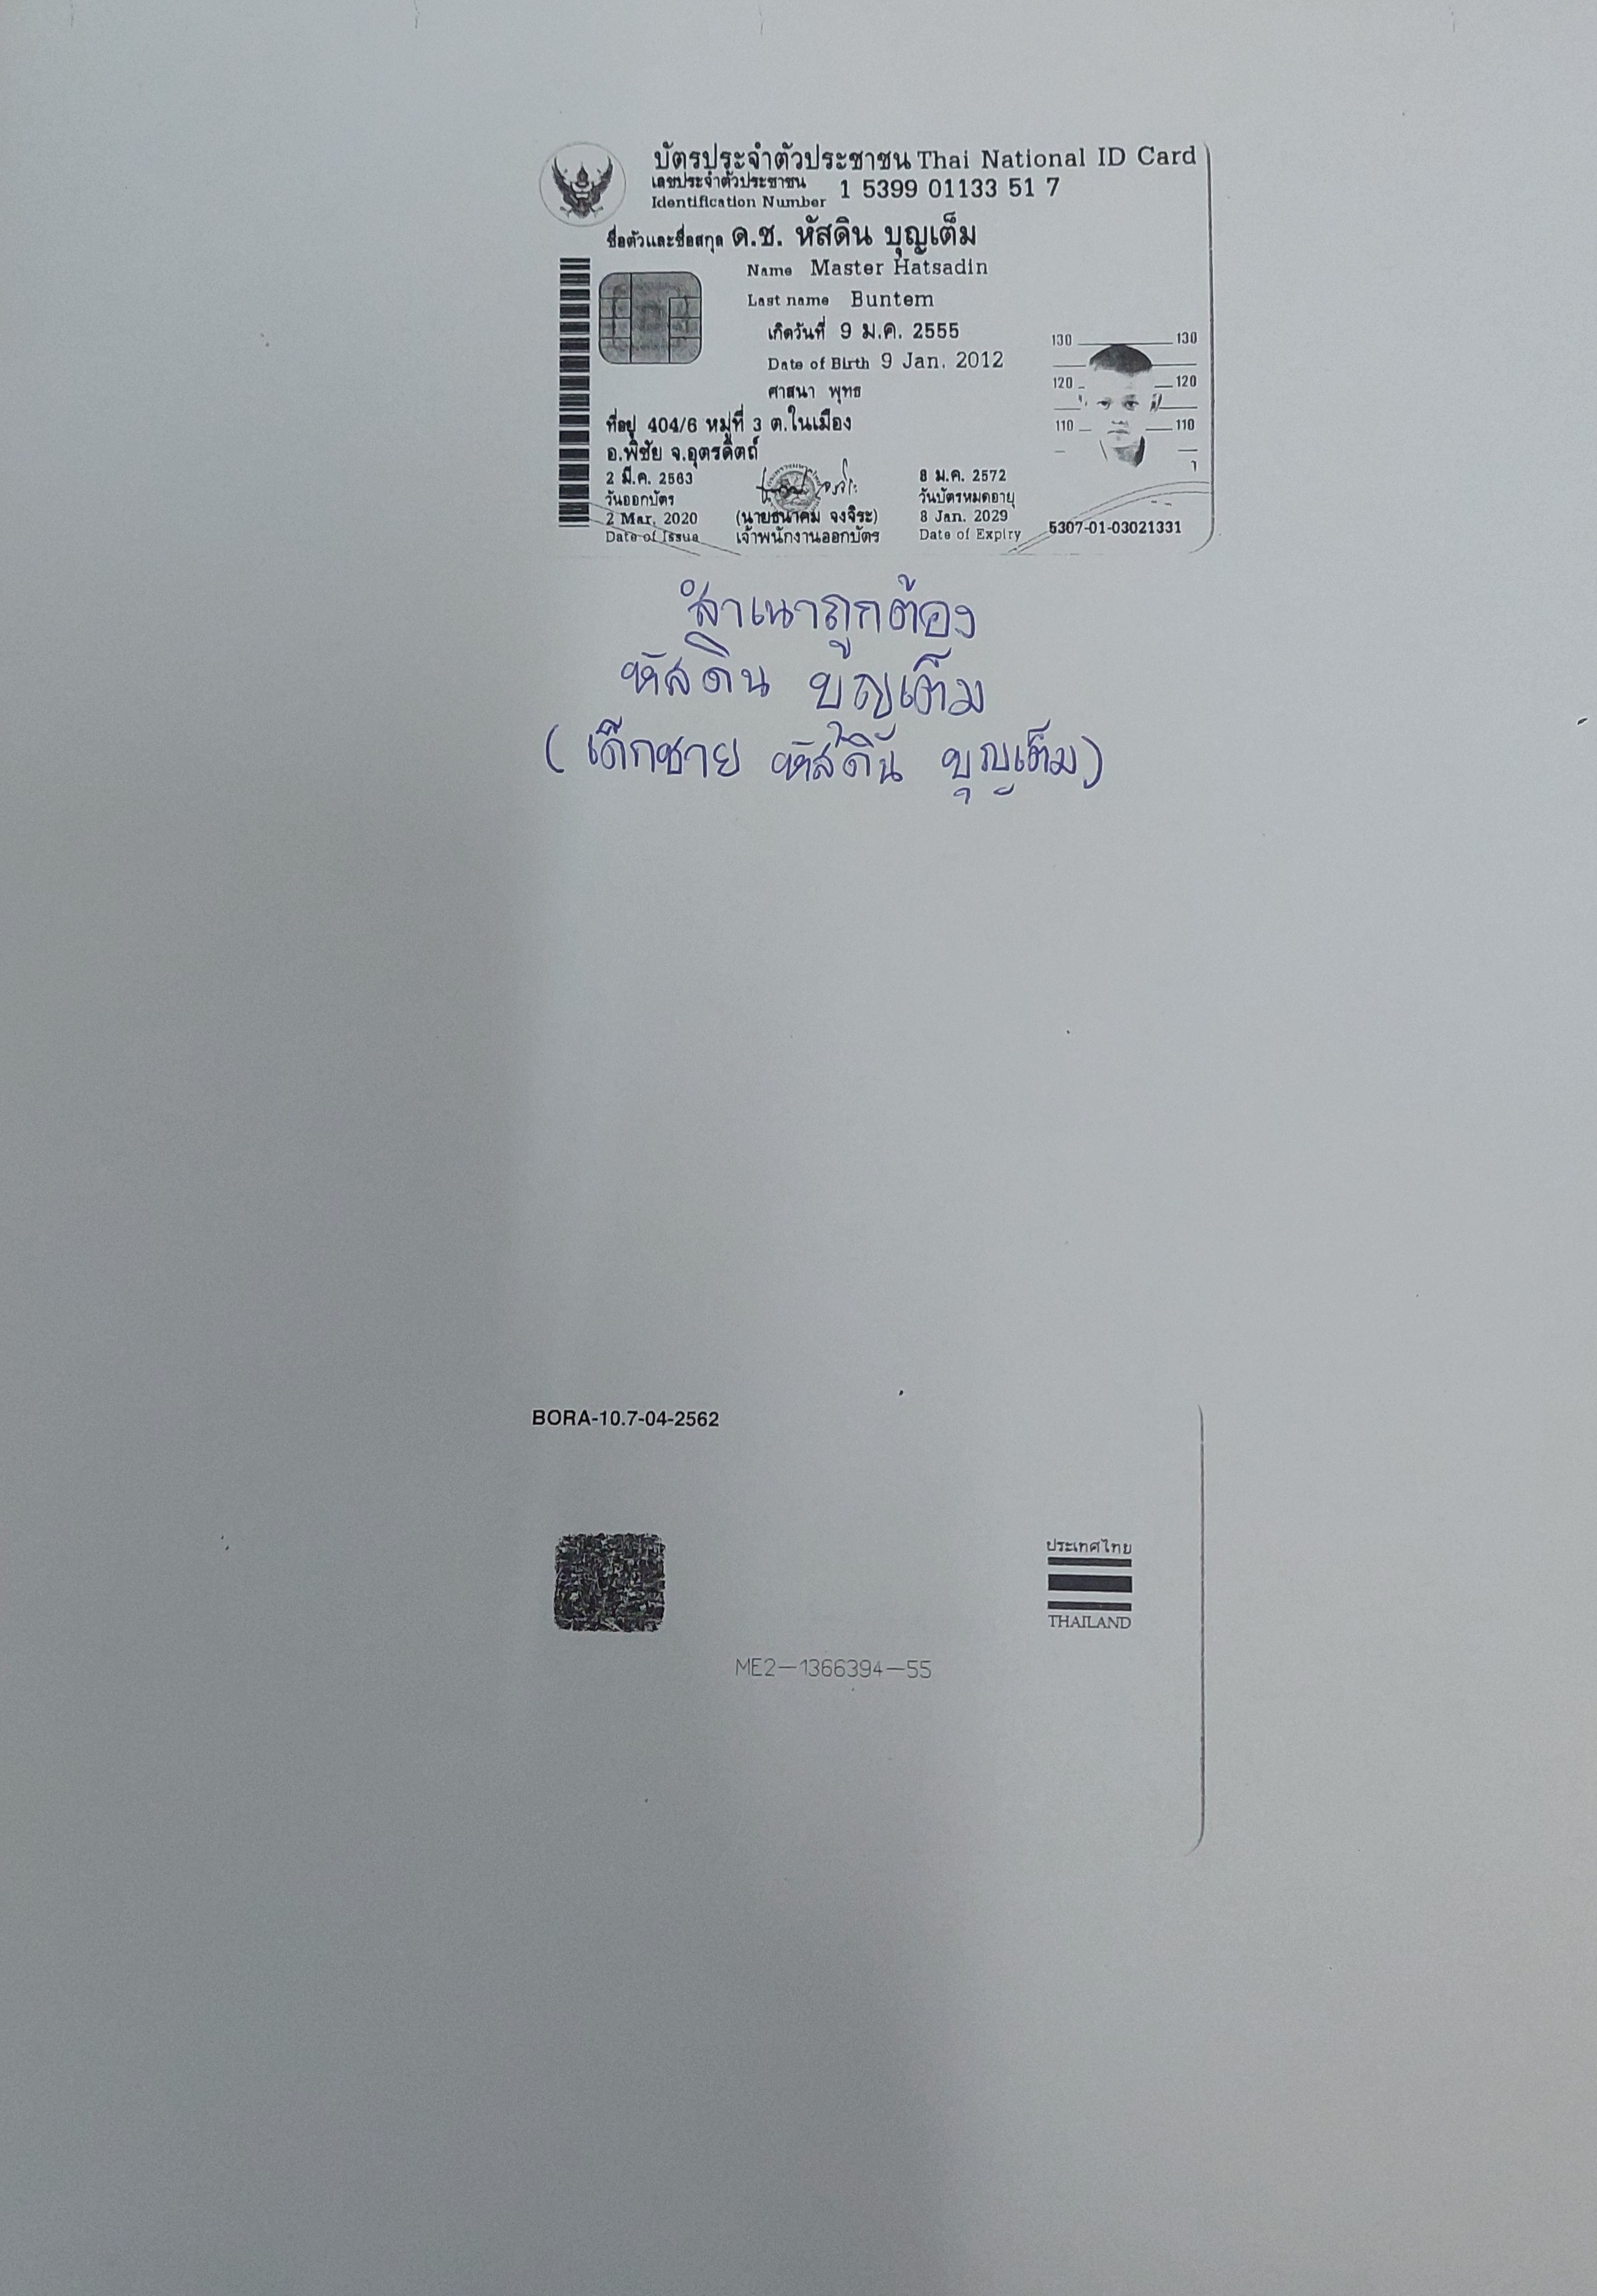 บัตรประจำตัวประชาชน Thai National ID Card
เลขประจำตัวประชาชน
Identification Number 1 5399 01133 51 7
ชื่อตัวและชื่อสกุล ด.ช. หัสดิน บุญเต็ม
Name Master Hatsadin
Last name Buntem
เกิดวันที่ 9 ม.ค. 2555
Date of Birth 9 Jan. 2012
ศาสนา พุทธ
ที่อยู่ 404/6 หมู่ที่ 3 ต.ในเมือง
อ.พิชัย จ.อุตรดิตถ์
130 130
120 120
110 110
2 มี.ค. 2563
วันออกบัตร
2 Mar. 2020
Date of Issue
(นายธนาคม จงจิระ)
เจ้าพนักงานออกบัตร
8 ม.ค. 2572
วันบัตรหมดอายุ
8 Jan. 2029
Date of Expiry
5307-01-03021331
สำเนาถูกต้อง
หัสดิน บุญเต็ม
(เด็กชาย หัสดิน บุญเต็ม)
BORA-10.7-04-2562
ประเทศไทย
THAILAND
ME2-1366394-55